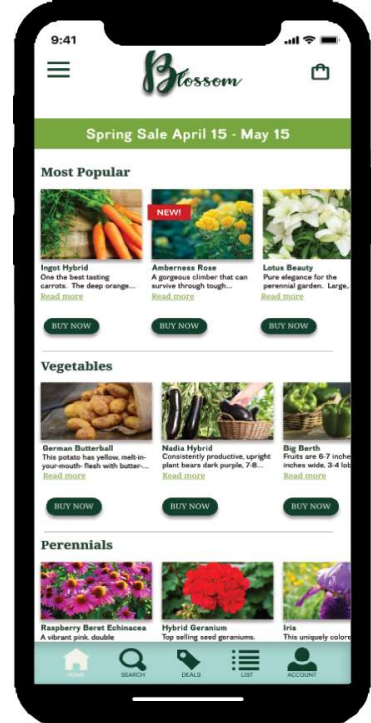 9:41
Blossom
Spring Sale April 15 - May 15
Most Popular
NEW!
Ingot Hybrid
One the best tasting
carrots. The deep orange...
Read more
BUY NOW
Amberness Rose
A gorgeous climber that can
survive through tough...
Read more
BUY NOW
Lotus Beauty
Pure elegance for the
perennial garden. Large,
Read more
BUY NOW
Vegetables
German Butterball
This potato has yellow, melt-in-
your-mouth- flesh with butter-...
Read more
BUY NOW
Nadia Hybrid
Consistently productive, upright
plant bears dark purple, 7-8...
Read more
BUY NOW
Big Berth
Fruits are 6-7 inche
inches wide, 3-4 lob
Read more
BUY NOW
Perennials
Raspberry Beret Echinacea
A vibrant pink, double
Hybrid Geranium
Top selling seed geraniums.
Iris
This uniquely colore
HOME
SEARCH
DEALS
LIST
ACCOUNT